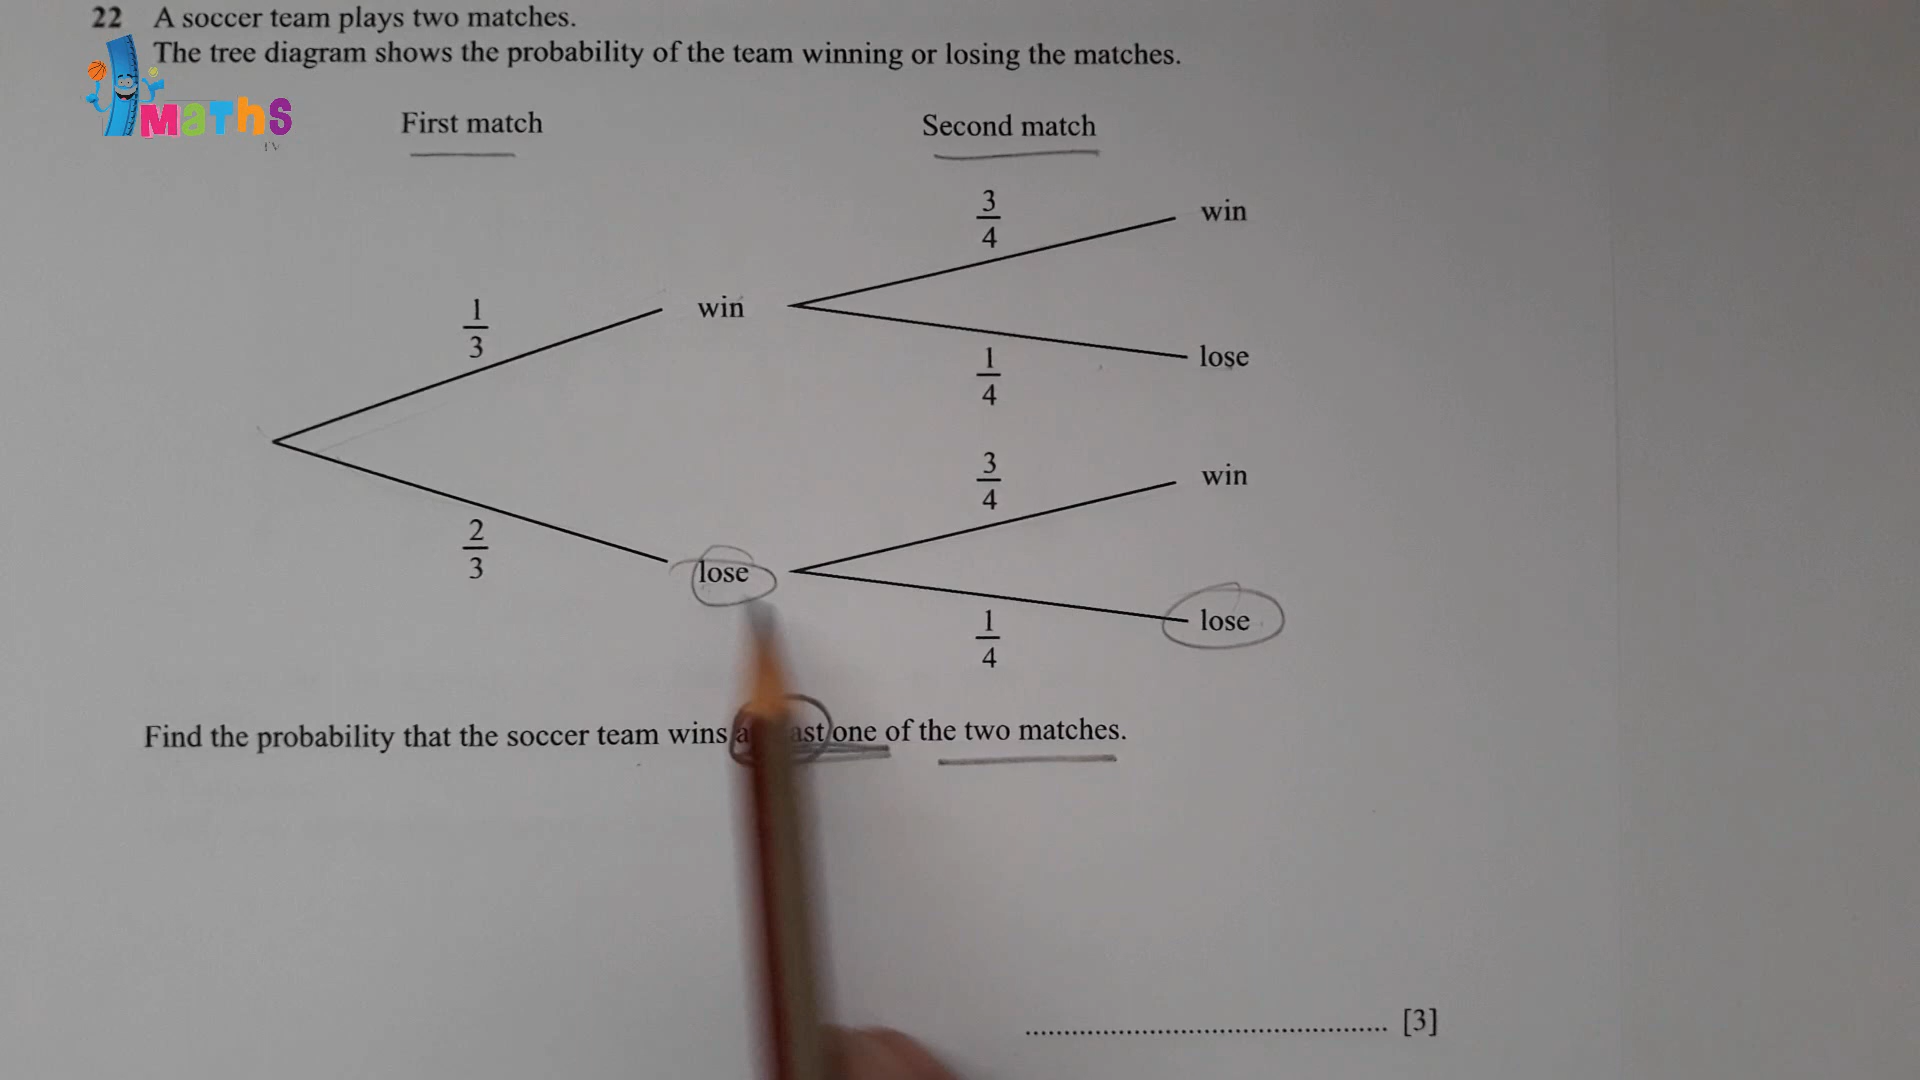 22 A soccer team plays two matches.
The tree diagram shows the probability of the team winning or losing the matches.
MaThS
TV
First match
Second match
3/4
win
1/3
win
1/4
lose
3/4
win
2/3
lose
1/4
lose
Find the probability that the soccer team wins one of the two matches.
[3]